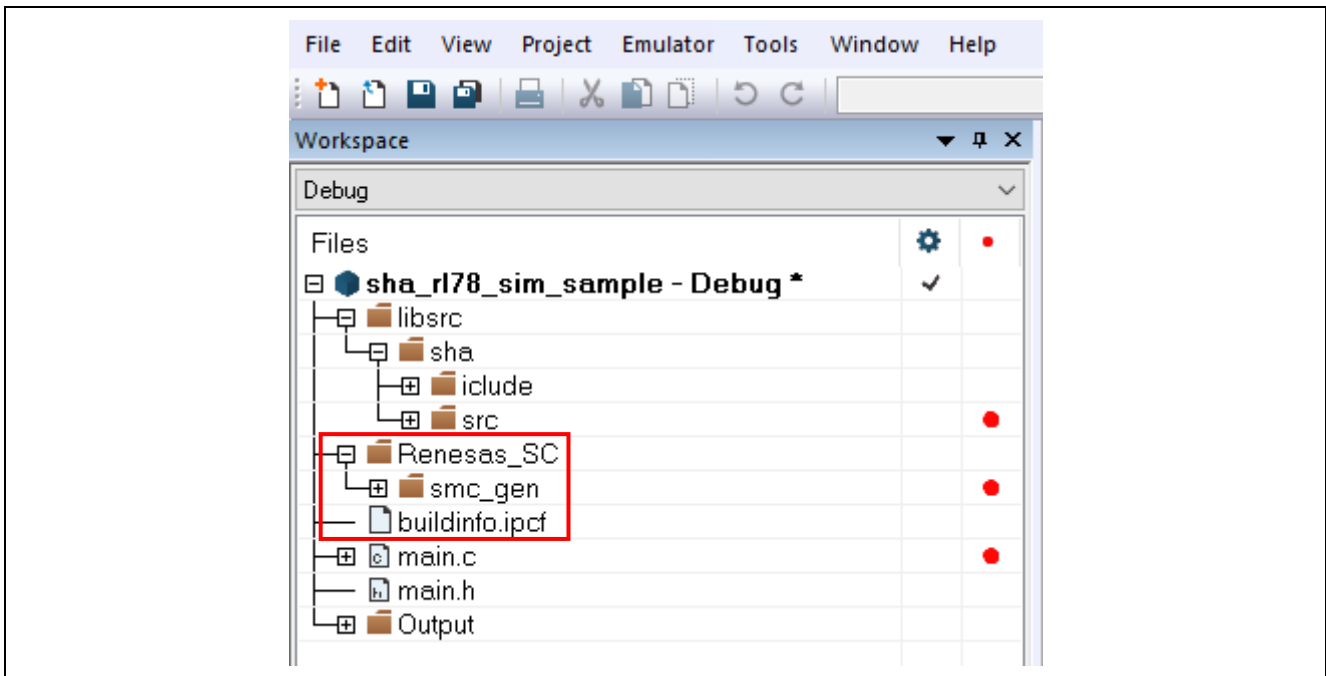 File Edit View Project Emulator Tools Window Help
Workspace
Debug
Files
sha_rl78_sim_sample - Debug *
libsrc
sha
iclude
src
Renesas_SC
smc_gen
buildinfo.ipcf
main.c
main.h
Output